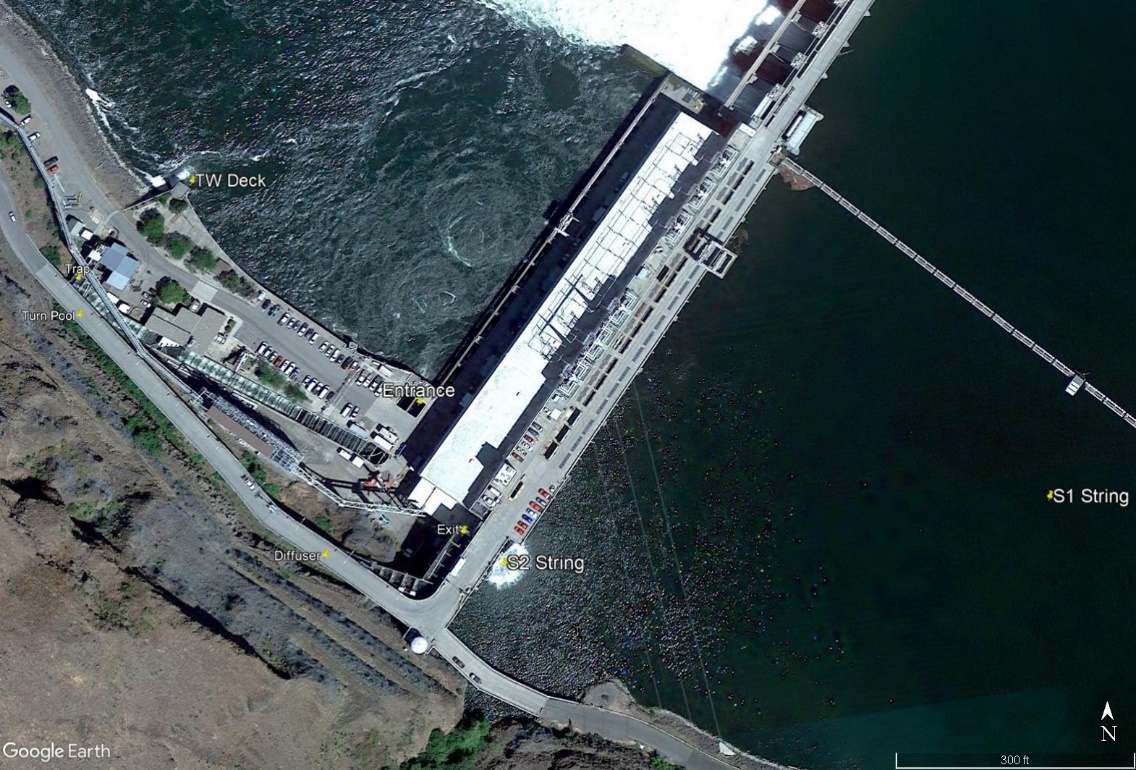 TW Deck
Trap
Turn Pool
Entrance
S1 String
Exit
Diffuser
S2 String
N
Google Earth
300 ft